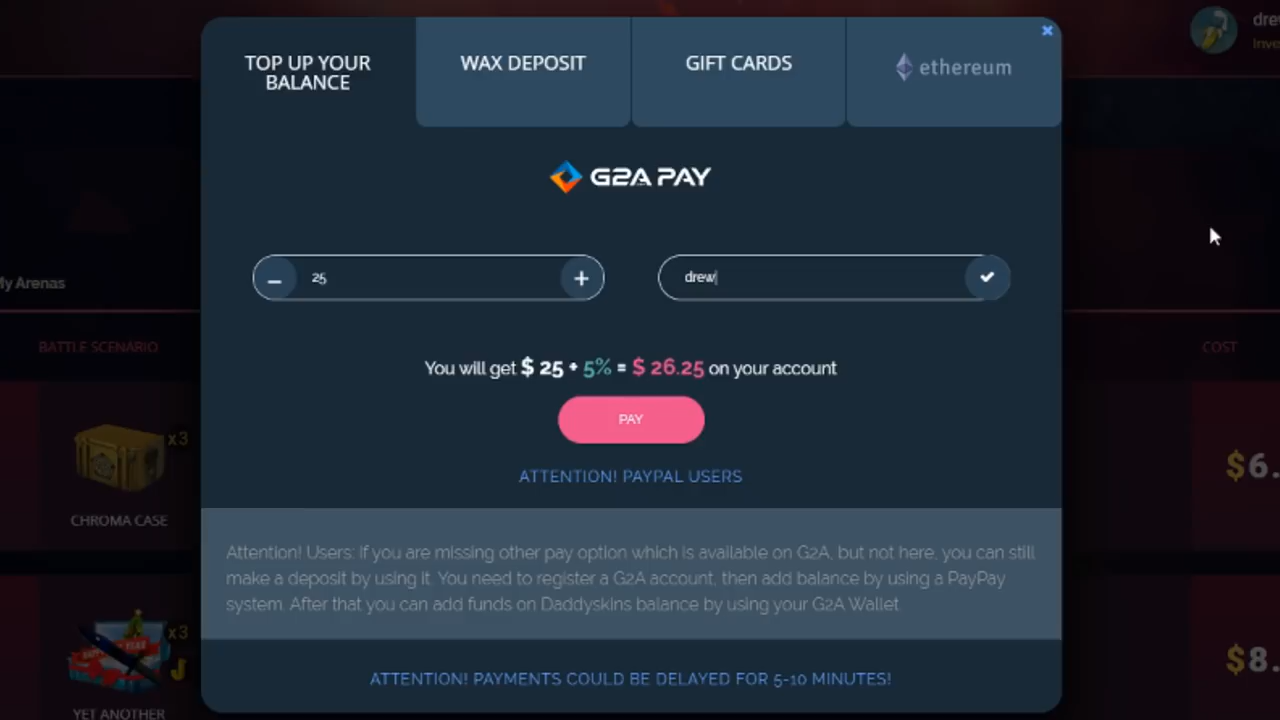 TOP UP YOUR
BALANCE
WAX DEPOSIT
GIFT CARDS
ethereum
G2A PAY
25
drew
You will get $ 25 + 5% = $ 26.25 on your account
PAY
ATTENTION! PAYPAL USERS
Attention! Users: if you are missing other pay option which is available on G2A, but not here, you can still
make a deposit by using it. You need to register a G2A account, then add balance by using a PayPay
system. After that you can add funds on Daddyskins balance by using your G2A Wallet.
ATTENTION! PAYMENTS COULD BE DELAYED FOR 5-10 MINUTES!
My Arenas
BATTLE SCENARIO
COST
x3
CHROMA CASE
$6.
x3
YET ANOTHER
$8.